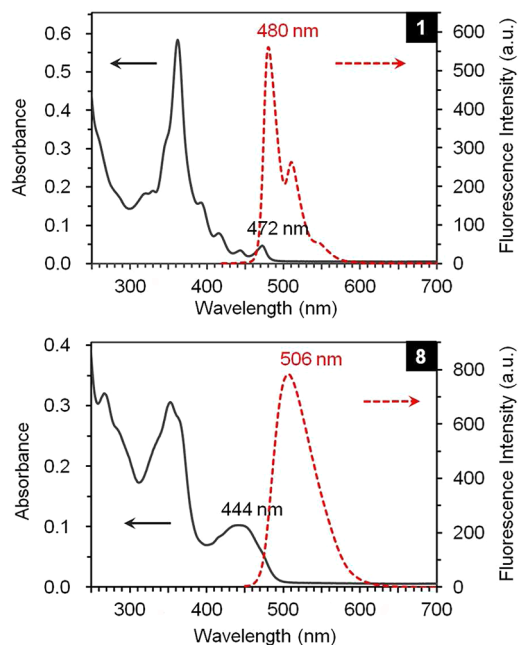 1
480 nm
472 nm
Absorbance
0.6
0.5
0.4
0.3
0.2
0.1
0.0
600
500
400
300
200
100
0
Fluorescence Intensity (a.u.)
300 400 500 600 700
Wavelength (nm)
8
506 nm
444 nm
Absorbance
0.4
0.3
0.2
0.1
0.0
800
600
400
200
0
Fluorescence Intensity (a.u.)
300 400 500 600 700
Wavelength (nm)